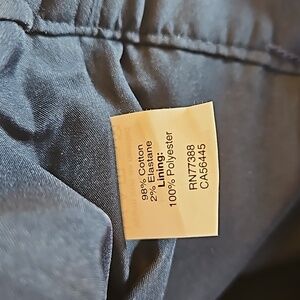 98% Cotton
2% Elastane
Lining:
100% Polyester
RN77388
CA56445